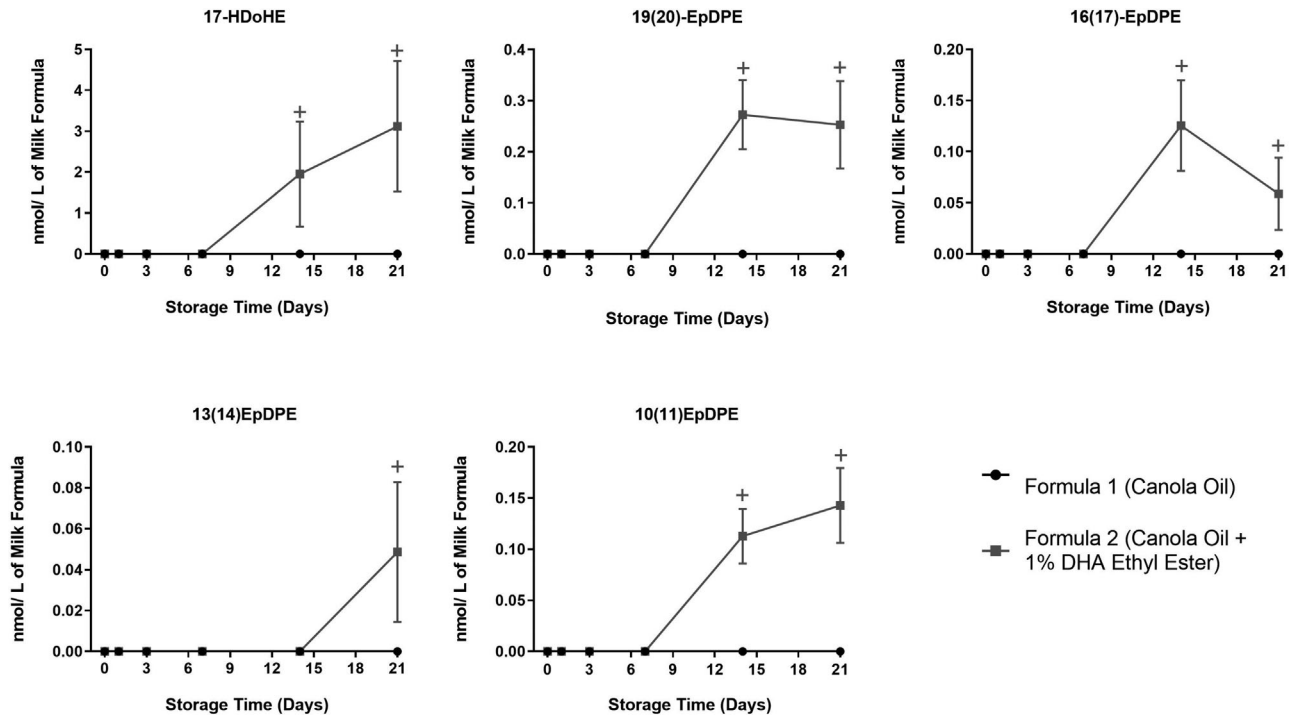 17-HDoHE
nmol/ L of Milk Formula
5
4
3
2
1
0
0 3 6 9 12 15 18 21
Storage Time (Days)
19(20)-EpDPE
nmol/ L of Milk Formula
0.4
0.3
0.2
0.1
0.0
0 3 6 9 12 15 18 21
Storage Time (Days)
16(17)-EpDPE
nmol/ L of Milk Formula
0.20
0.15
0.10
0.05
0.00
0 3 6 9 12 15 18 21
Storage Time (Days)
13(14)EpDPE
nmol/ L of Milk Formula
0.10
0.08
0.06
0.04
0.02
0.00
0 3 6 9 12 15 18 21
Storage Time (Days)
10(11)EpDPE
nmol/ L of Milk Formula
0.20
0.15
0.10
0.05
0.00
0 3 6 9 12 15 18 21
Storage Time (Days)
Formula 1 (Canola Oil)
Formula 2 (Canola Oil +
1% DHA Ethyl Ester)